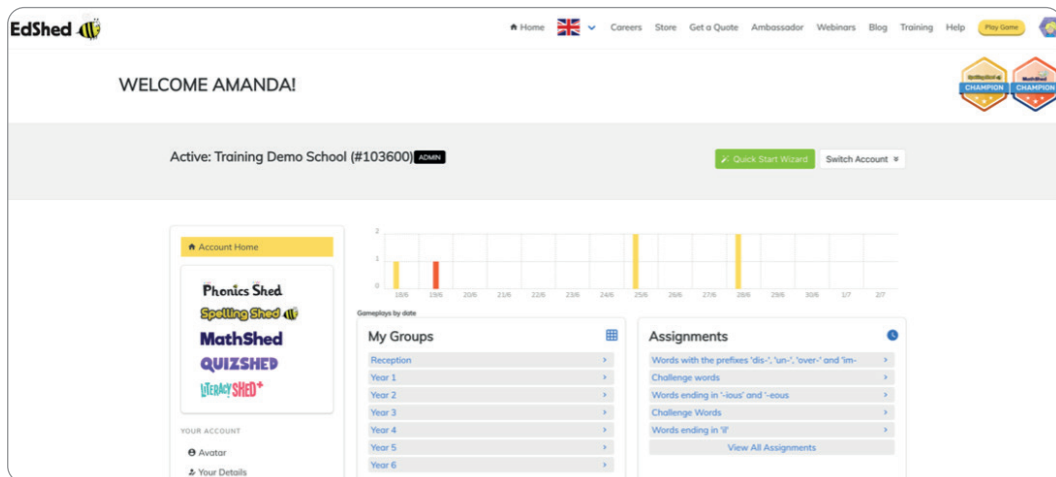 EdShed
Home Careers Store Get a Quote Ambassador Webinars Blog Training Help Play Game
WELCOME AMANDA!
SpellingShed CHAMPION
MathShed CHAMPION
Active: Training Demo School (#103600) ADMIN
Quick Start Wizard
Switch Account
Account Home
Phonics Shed
Spelling Shed
MathShed
QUIZSHED
LITERACY SHED+
YOUR ACCOUNT
Avatar
Your Details
2
1
0
18/6 19/6 20/6 21/6 22/6 23/6 24/6 25/6 26/6 27/6 28/6 29/6 30/6 1/7 2/7
Gameplays by date
My Groups
Reception
Year 1
Year 2
Year 3
Year 4
Year 5
Year 6
Assignments
Words with the prefixes 'dis-', 'un-', 'over-' and 'im-
Challenge words
Words ending in '-ious' and '-eous
Challenge Words
Words ending in 'il'
View All Assignments